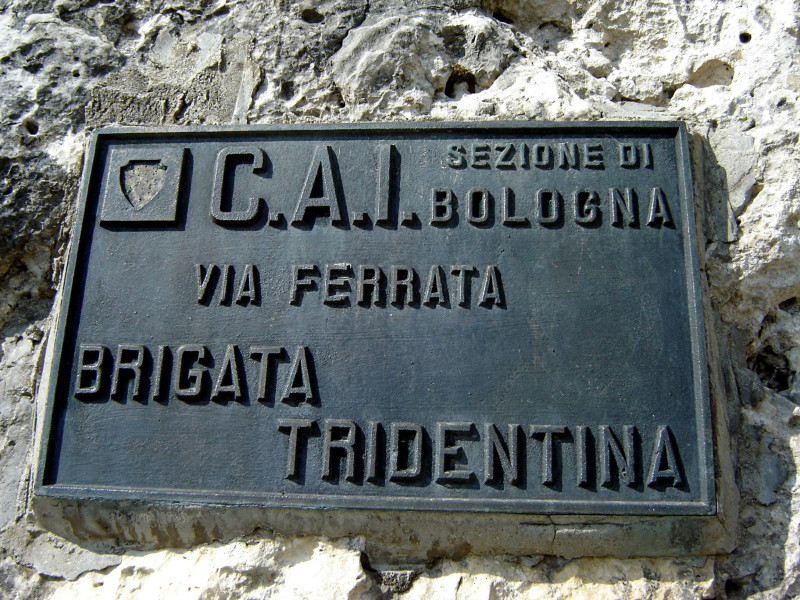 C.A.I. SEZIONE DI BOLOGNA
VIA FERRATA
BRIGATA
TRIDENTINA